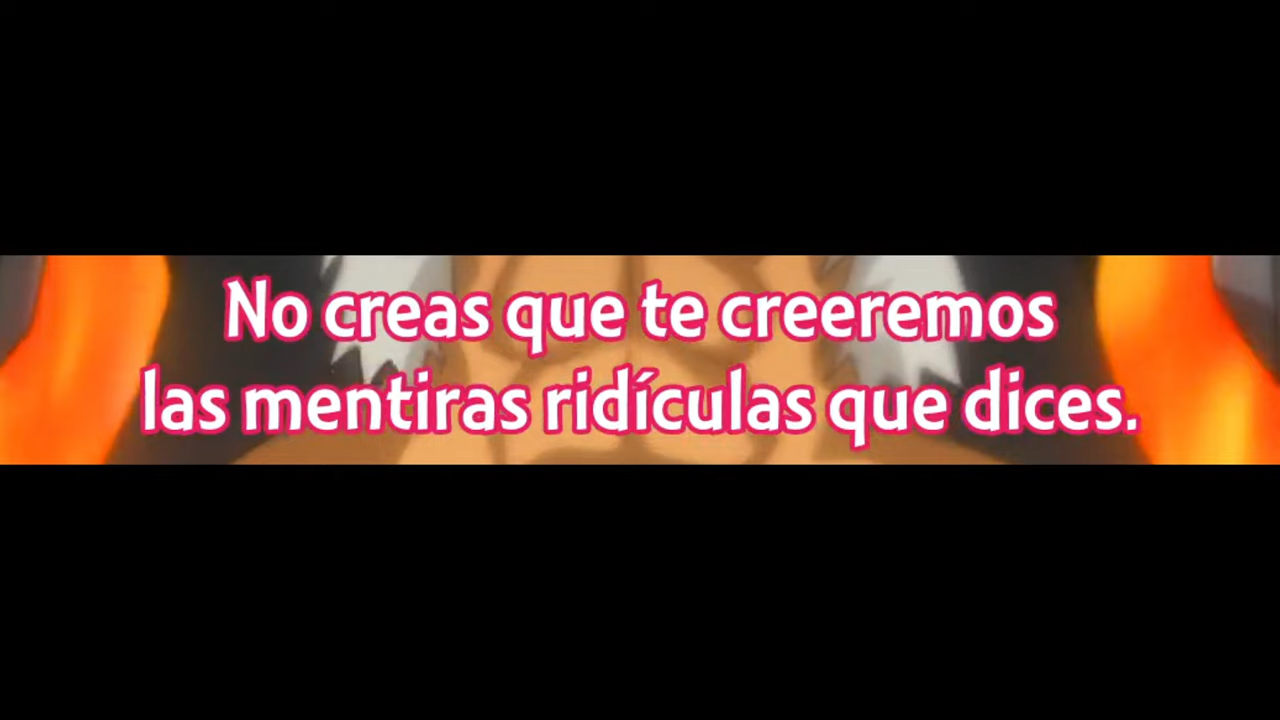 No creas que te creeremos
las mentiras ridículas que dices.